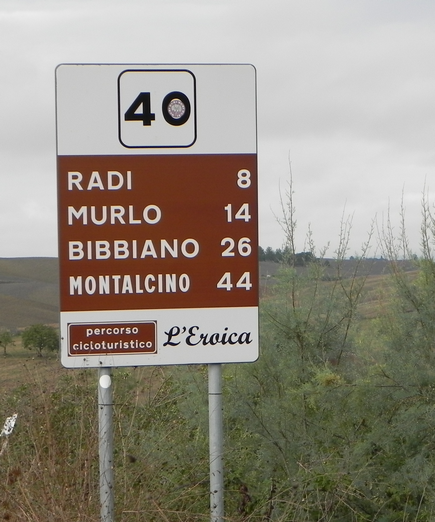 40
RADI 8
MURLO 14
BIBBIANO 26
MONTALCINO 44
percorso
cicloturistico
L'Eroica